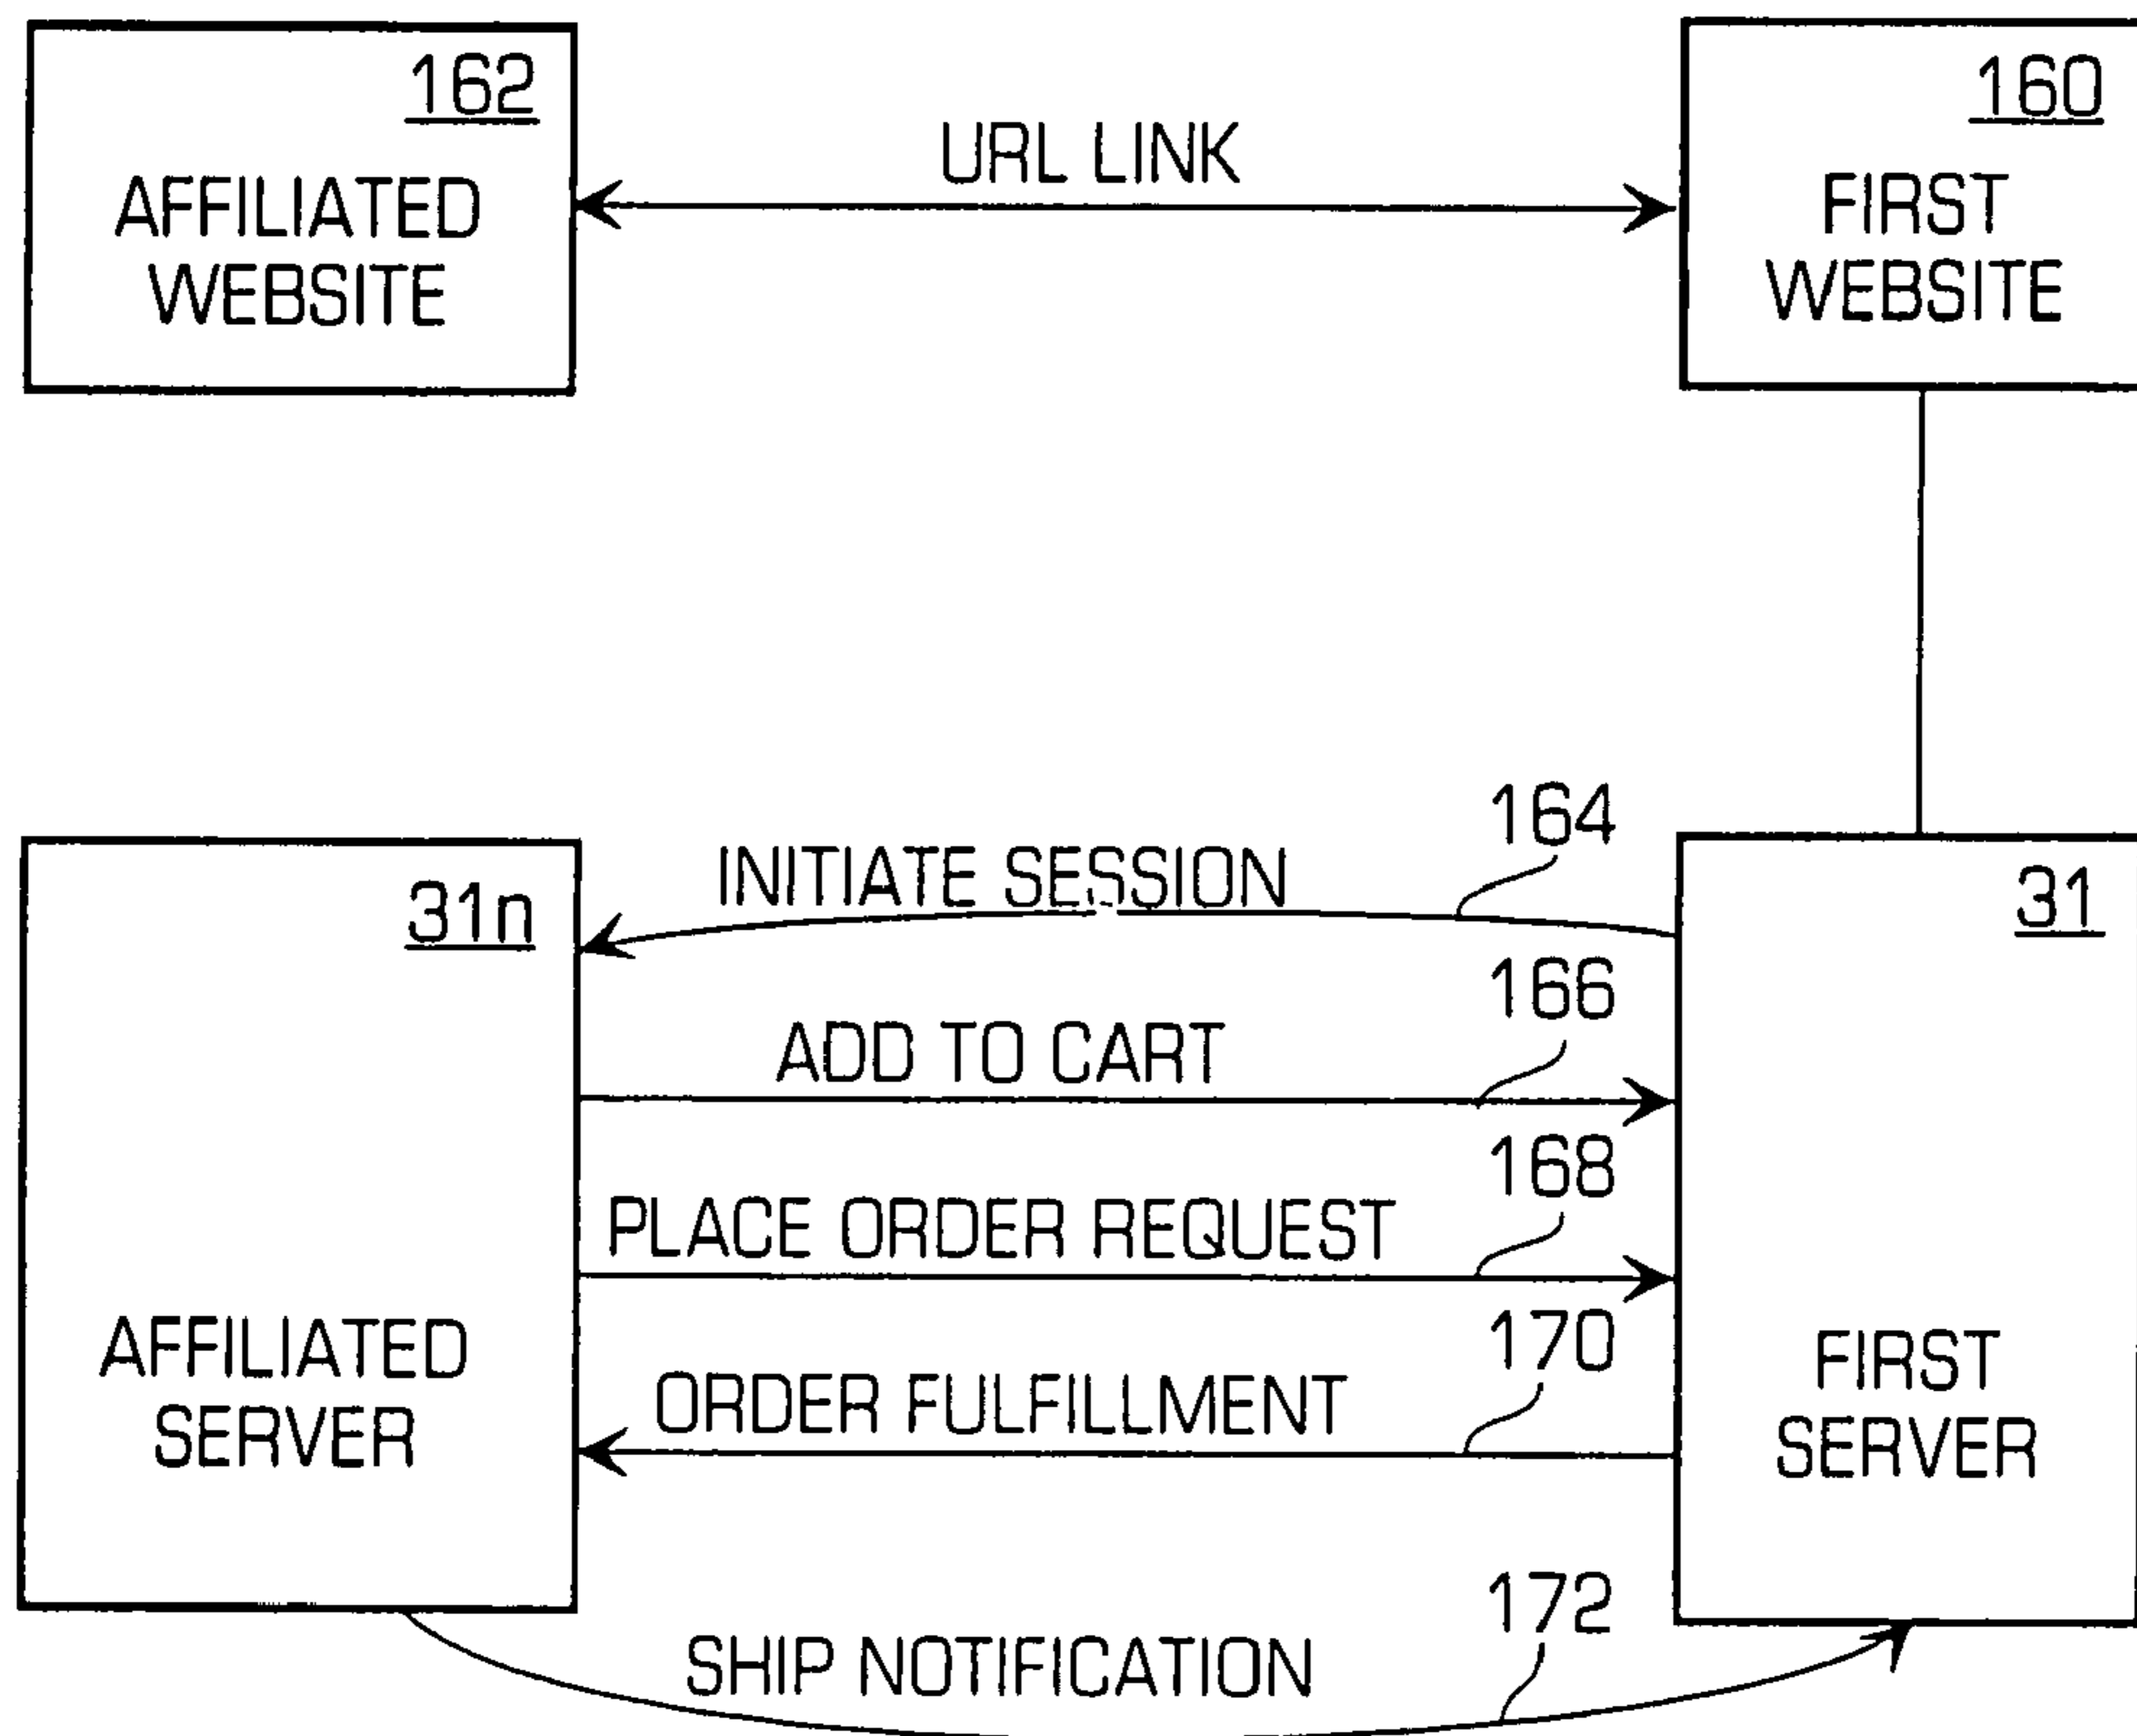 162
AFFILIATED
WEBSITE
URL LINK
160
FIRST
WEBSITE
31n
AFFILIATED
SERVER
INITIATE SESSION
164
ADD TO CART
166
PLACE ORDER REQUEST
168
ORDER FULFILLMENT
170
SHIP NOTIFICATION
172
31
FIRST
SERVER